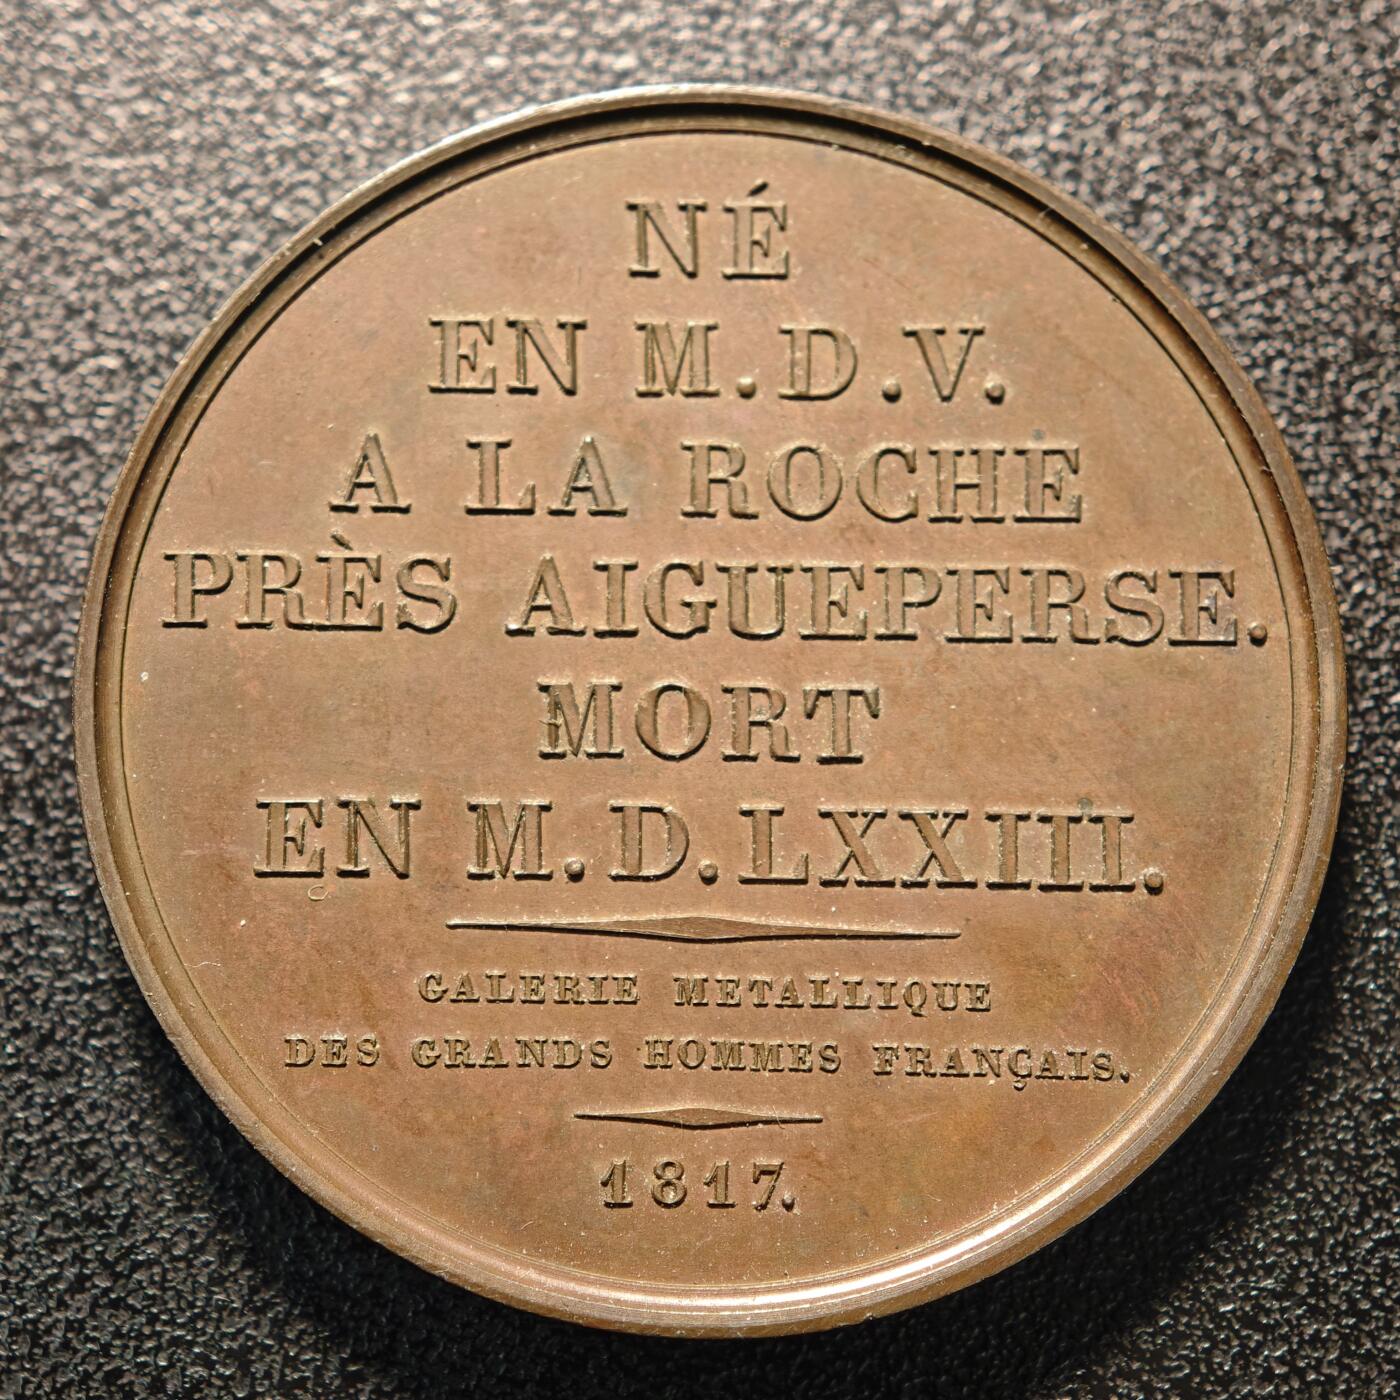 NÉ
EN M.D.V.
A LA ROCHE
PRÈS AIGUEPERSE.
MORT
EN M.D.LXXIII.
GALERIE METALLIQUE
DES GRANDS HOMMES FRANÇAIS.
1817.